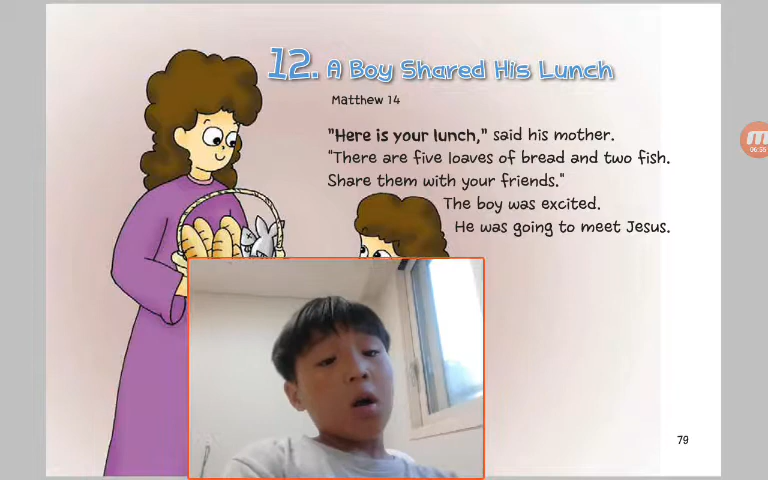 12. A Boy Shared His Lunch
Matthew 14
"Here is your lunch," said his mother.
"There are five loaves of bread and two fish.
Share them with your friends."
The boy was excited.
He was going to meet Jesus.
M
06:55
79